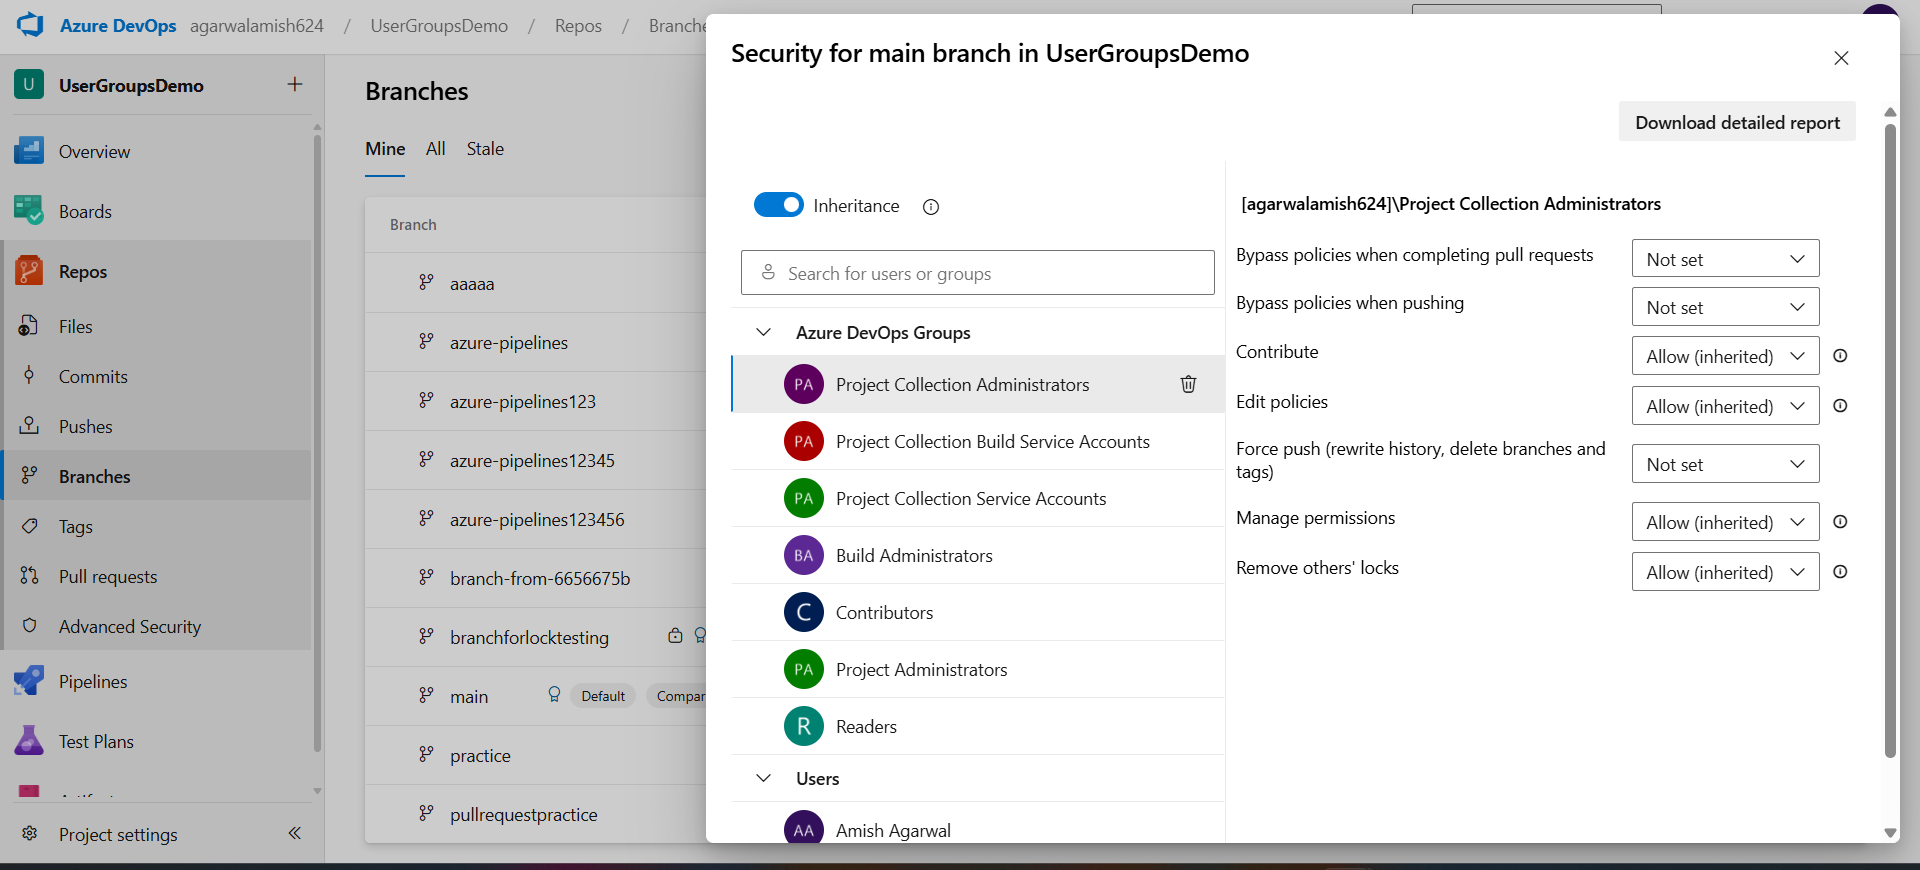 Azure DevOps agarwalamish624 / UserGroupsDemo / Repos /
U UserGroupsDemo
Overview
Boards
Repos
Files
Commits
Pushes
Branches
Tags
Pull requests
Advanced Security
Pipelines
Test Plans
Project settings
Branches
Mine All Stale
Branch
aaaaa
azure-pipelines
azure-pipelines123
azure-pipelines12345
azure-pipelines123456
branch-from-6656675b
branchforlocktesting
main Default
practice
pullrequestpractice
Security for main branch in UserGroupsDemo
Download detailed report
Inheritance
Search for users or groups
Azure DevOps Groups
PA Project Collection Administrators
PA Project Collection Build Service Accounts
PA Project Collection Service Accounts
BA Build Administrators
C Contributors
PA Project Administrators
R Readers
Users
AA Amish Agarwal
[agarwalamish624]\Project Collection Administrators
Bypass policies when completing pull requests Not set
Bypass policies when pushing Not set
Contribute Allow (inherited)
Edit policies Allow (inherited)
Force push (rewrite history, delete branches and
tags) Not set
Manage permissions Allow (inherited)
Remove others' locks Allow (inherited)